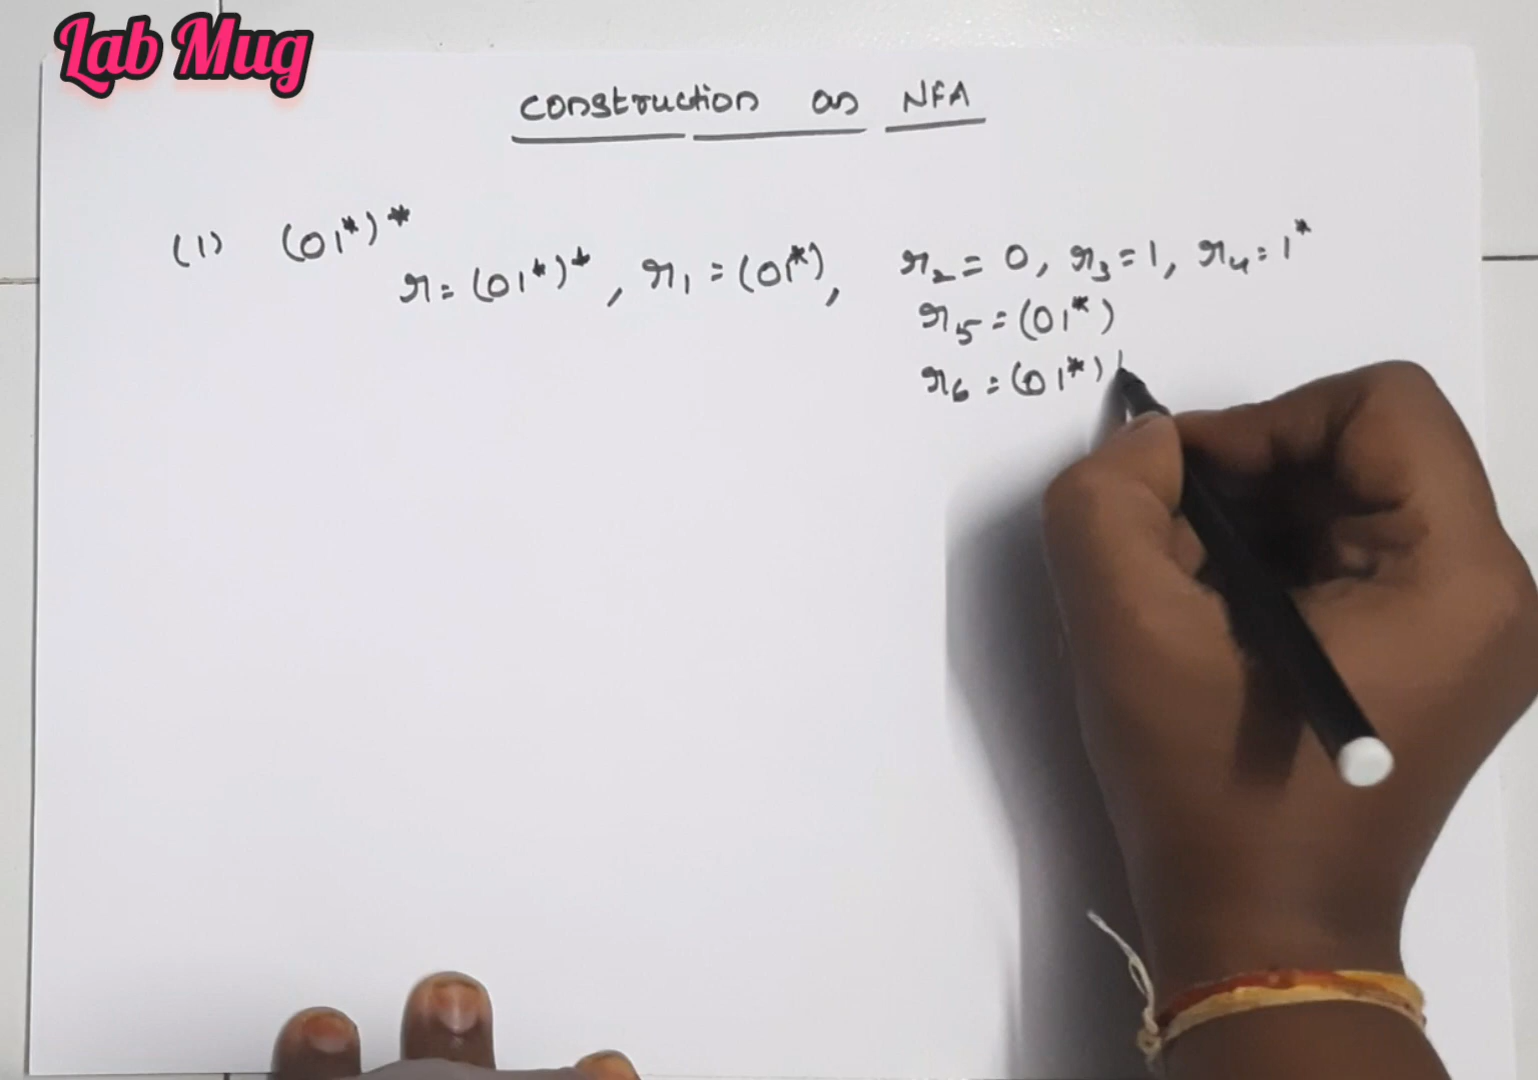 Lab Mug
construction as NFA
(1) (01*)*
r = (01*)*, r₁ = (01*), r₂ = 0, r₃ = 1, r₄ = 1*
r₅ = (01*)
r₆ = (01*)